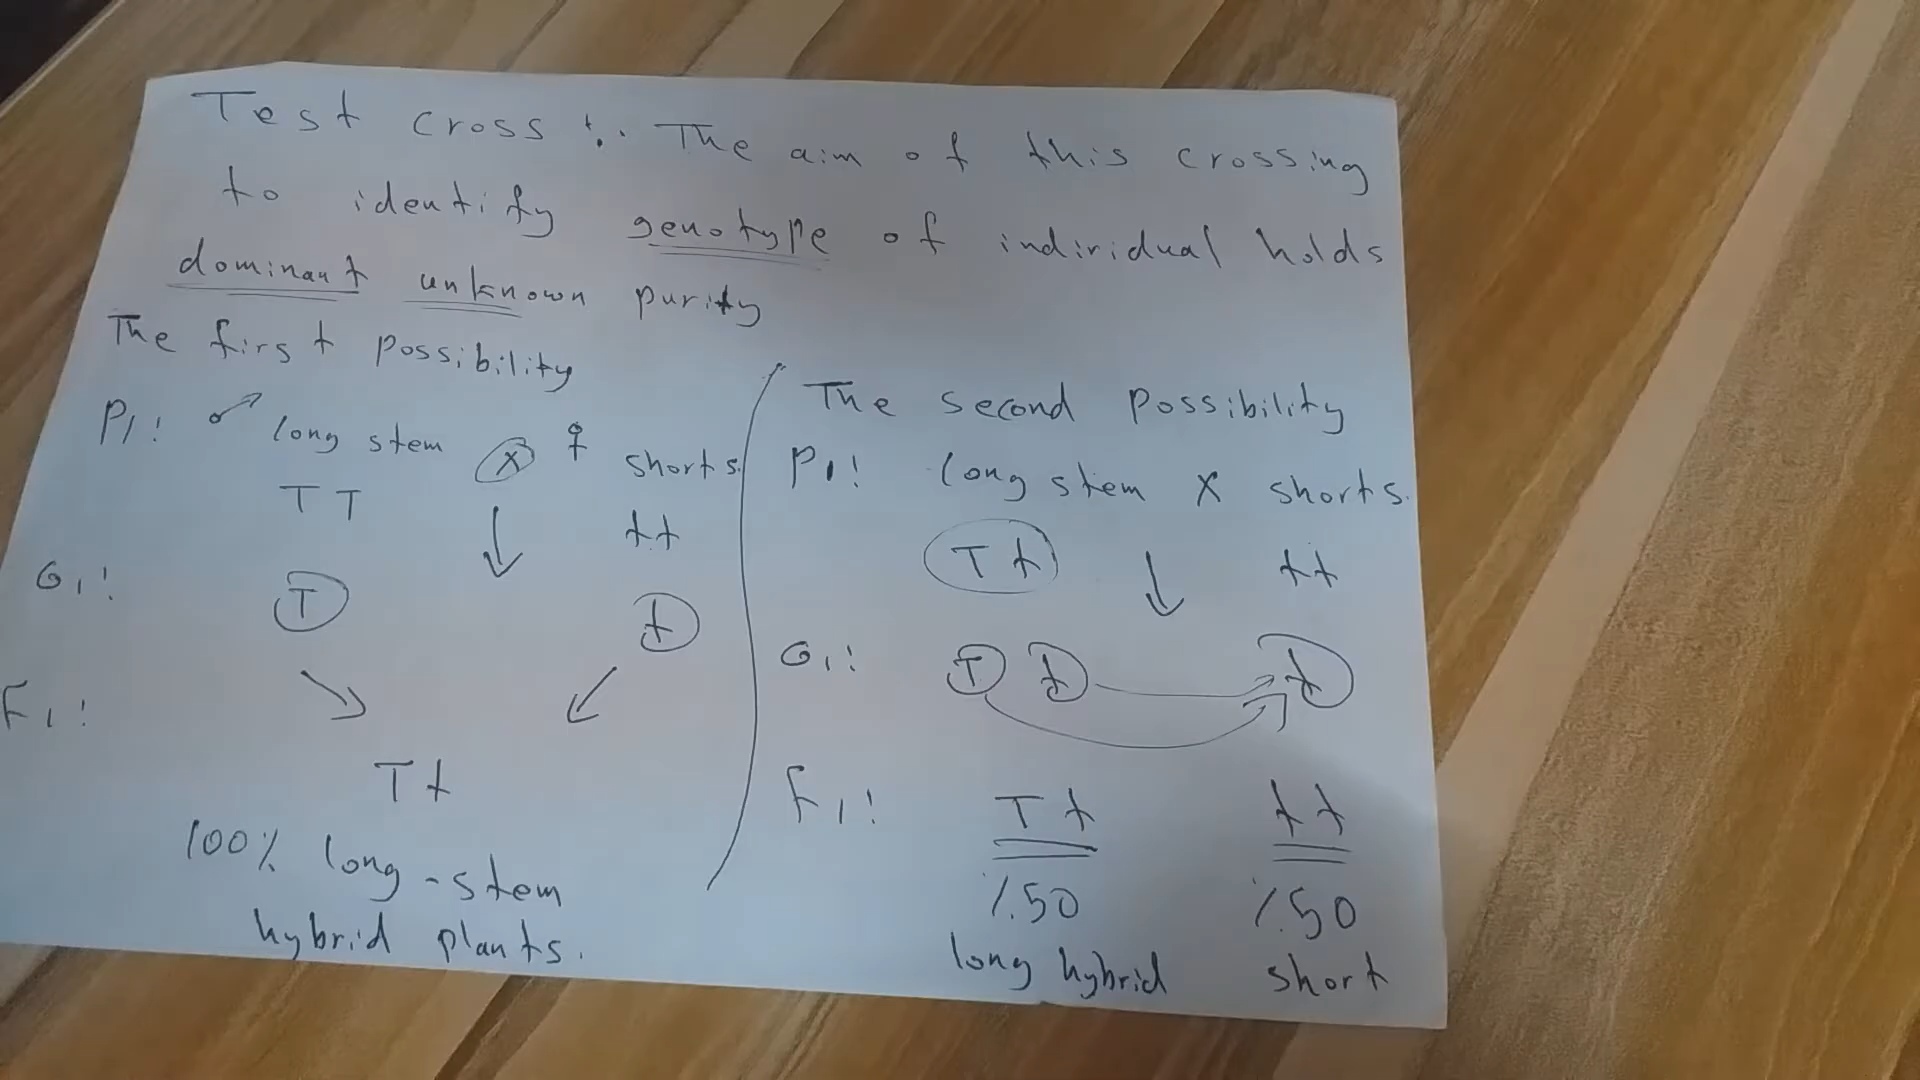 Test cross :. The aim of this crossing
to identify genotype of individual holds
dominant unknown purity
The first possibility
P1: ♂ long stem X ♀ short s.
TT tt
G1: T t
F1:
Tt
100% long-stem
hybrid plants.
The second possibility
P1: long stem X short s.
Tt tt
G1: T t t
F1: Tt tt
%50 %50
long hybrid short